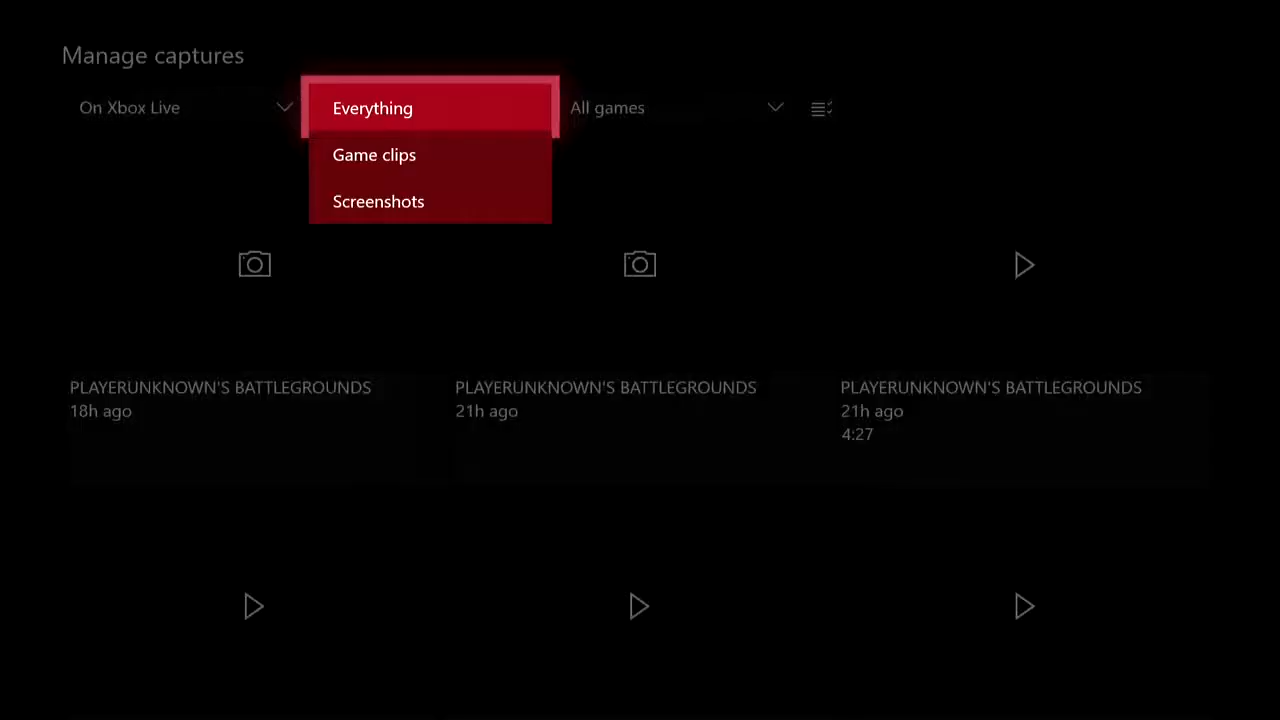 Manage captures
On Xbox Live
Everything
All games
Game clips
Screenshots
PLAYERUNKNOWN'S BATTLEGROUNDS
18h ago
PLAYERUNKNOWN'S BATTLEGROUNDS
21h ago
PLAYERUNKNOWN'S BATTLEGROUNDS
21h ago
4:27